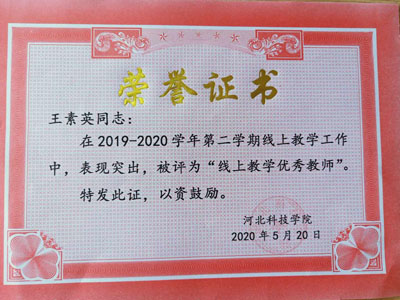 荣誉证书
王素英同志：
在2019-2020学年第二学期线上教学工作
中，表现突出，被评为“线上教学优秀教师”。
特发此证，以资鼓励。
河北科技学院
2020年5月20日